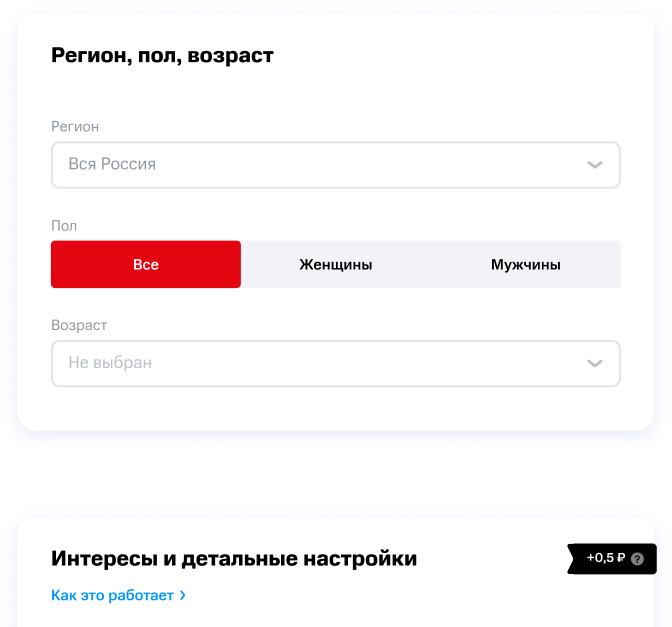 Регион, пол, возраст
Регион
Вся Россия
Пол
Все Женщины Мужчины
Возраст
Не выбран
Интересы и детальные настройки
+0,5 ₽ ?
Как это работает ›